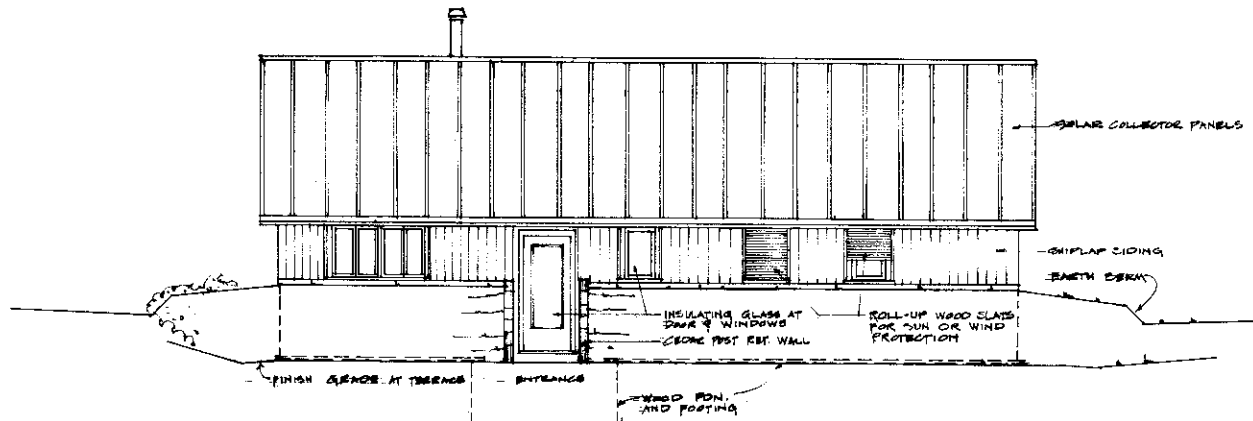 SOLAR COLLECTOR PANELS
SHIPLAP SIDING
EARTH BERM
INSULATING GLASS AT
DOOR & WINDOWS
CEDAR POST RET. WALL
ROLL-UP WOOD SLATS
FOR SUN OR WIND
PROTECTION
FINISH GRADE AT TERRACE
ENTRANCE
WOOD FDN.
AND FOOTING